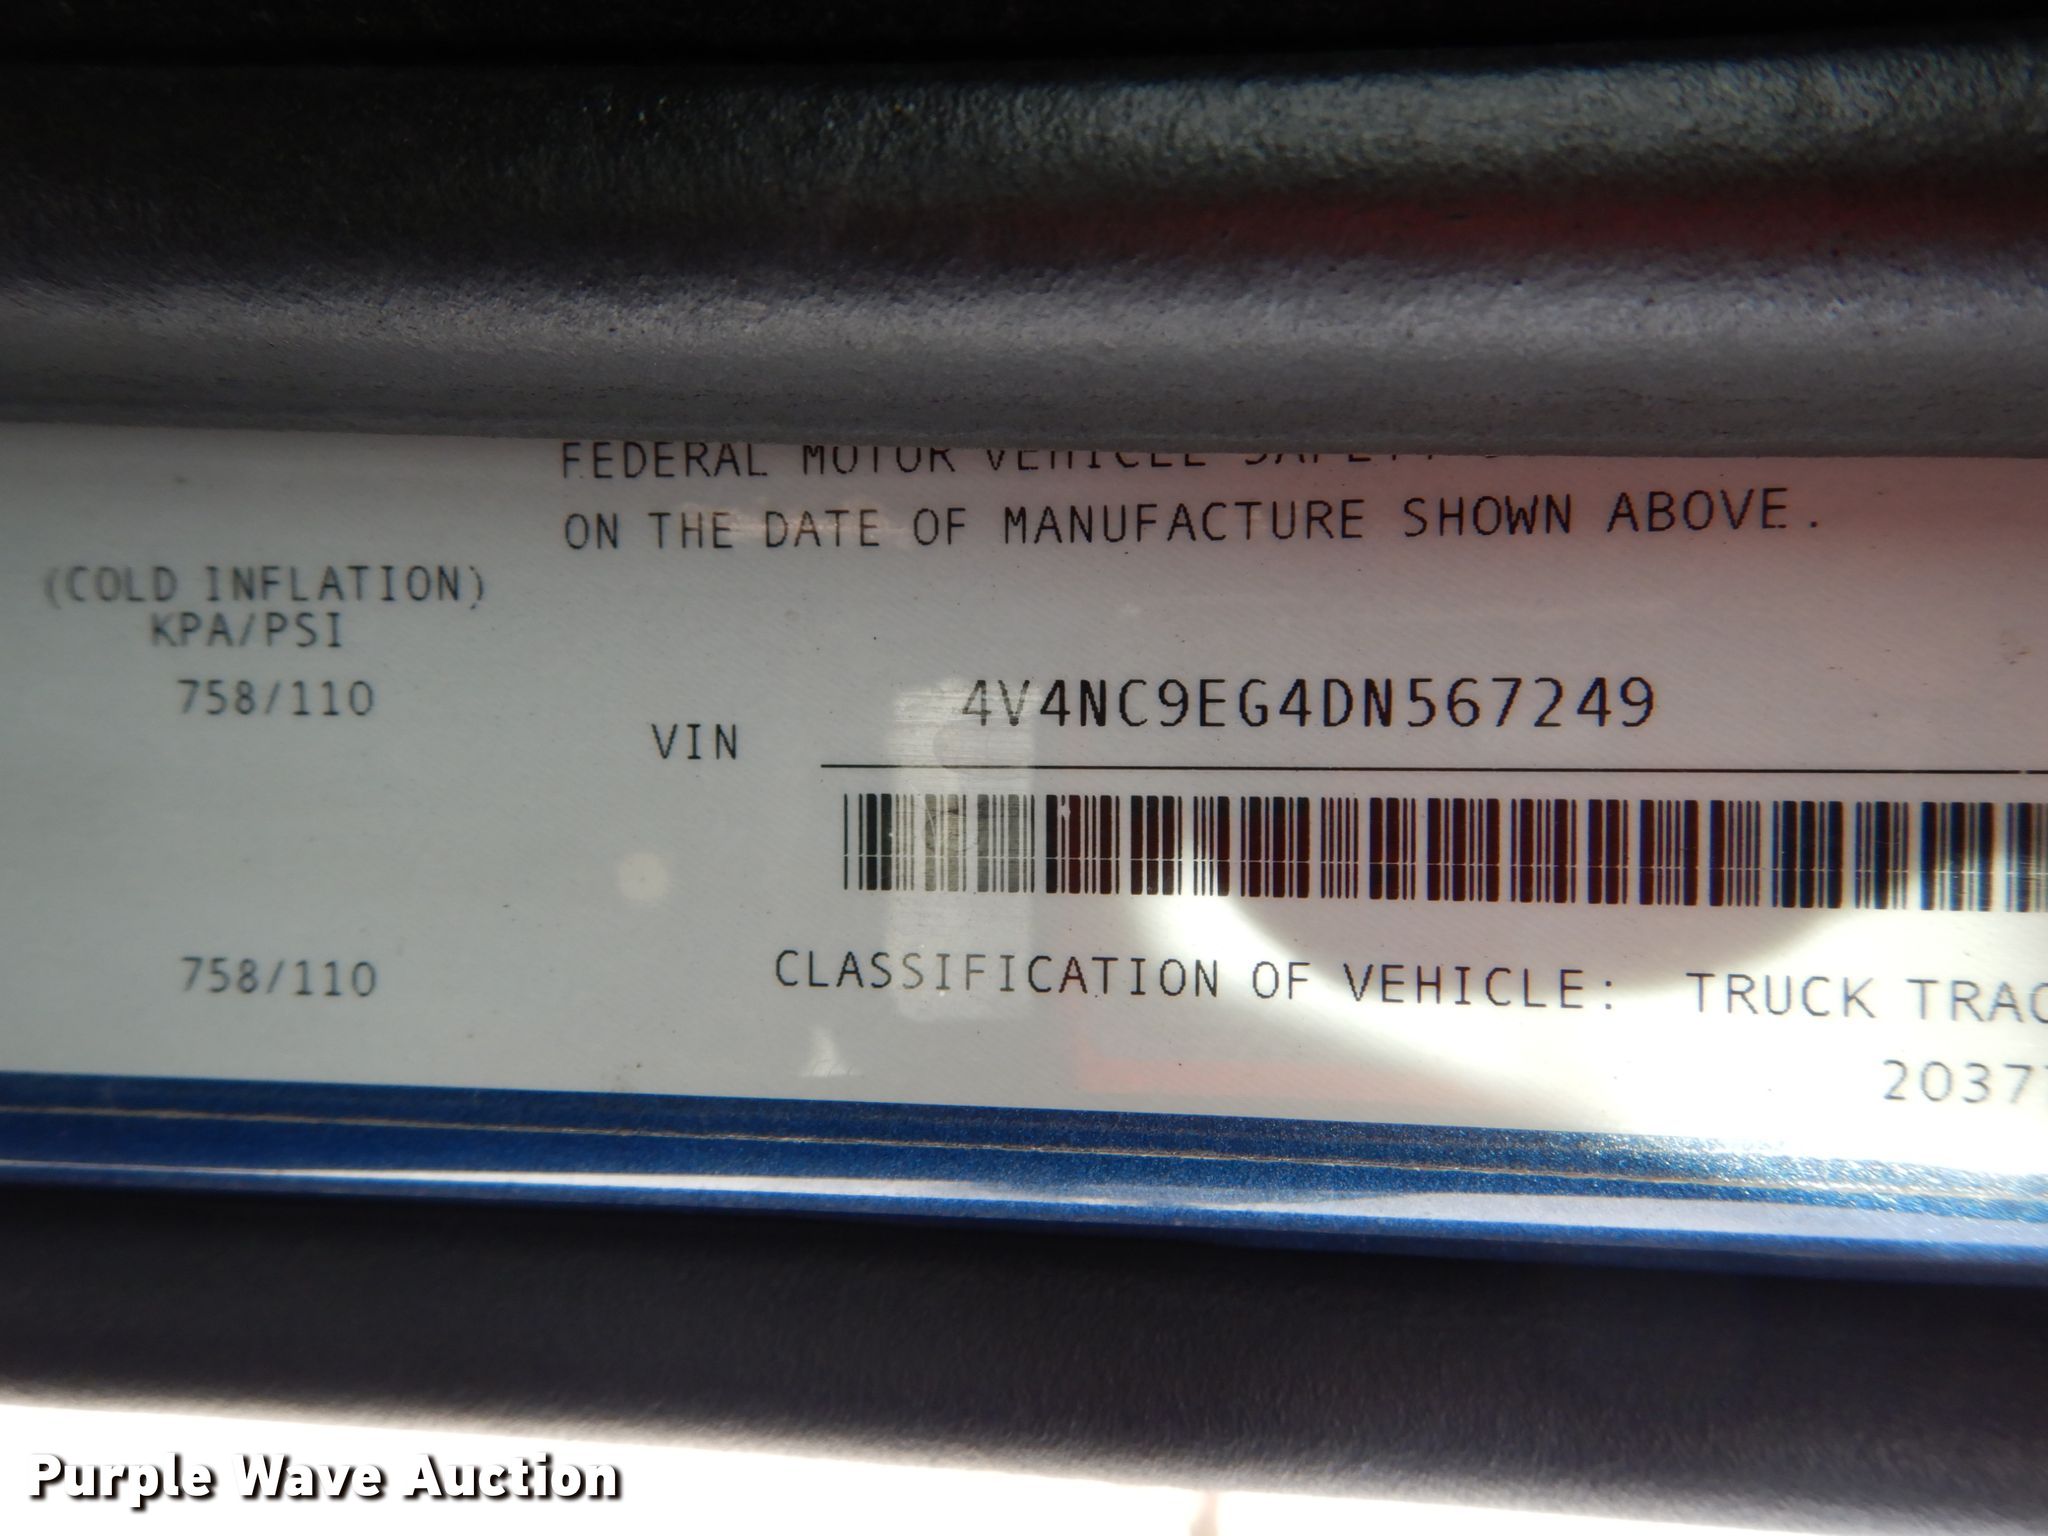 FEDERAL MOTOR VEHICLE SAFETY
ON THE DATE OF MANUFACTURE SHOWN ABOVE.
(COLD INFLATION)
KPA/PSI
758/110
4V4NC9EG4DN567249
VIN
758/110
CLASSIFICATION OF VEHICLE: TRUCK TRAC
2037
Purple Wave Auction